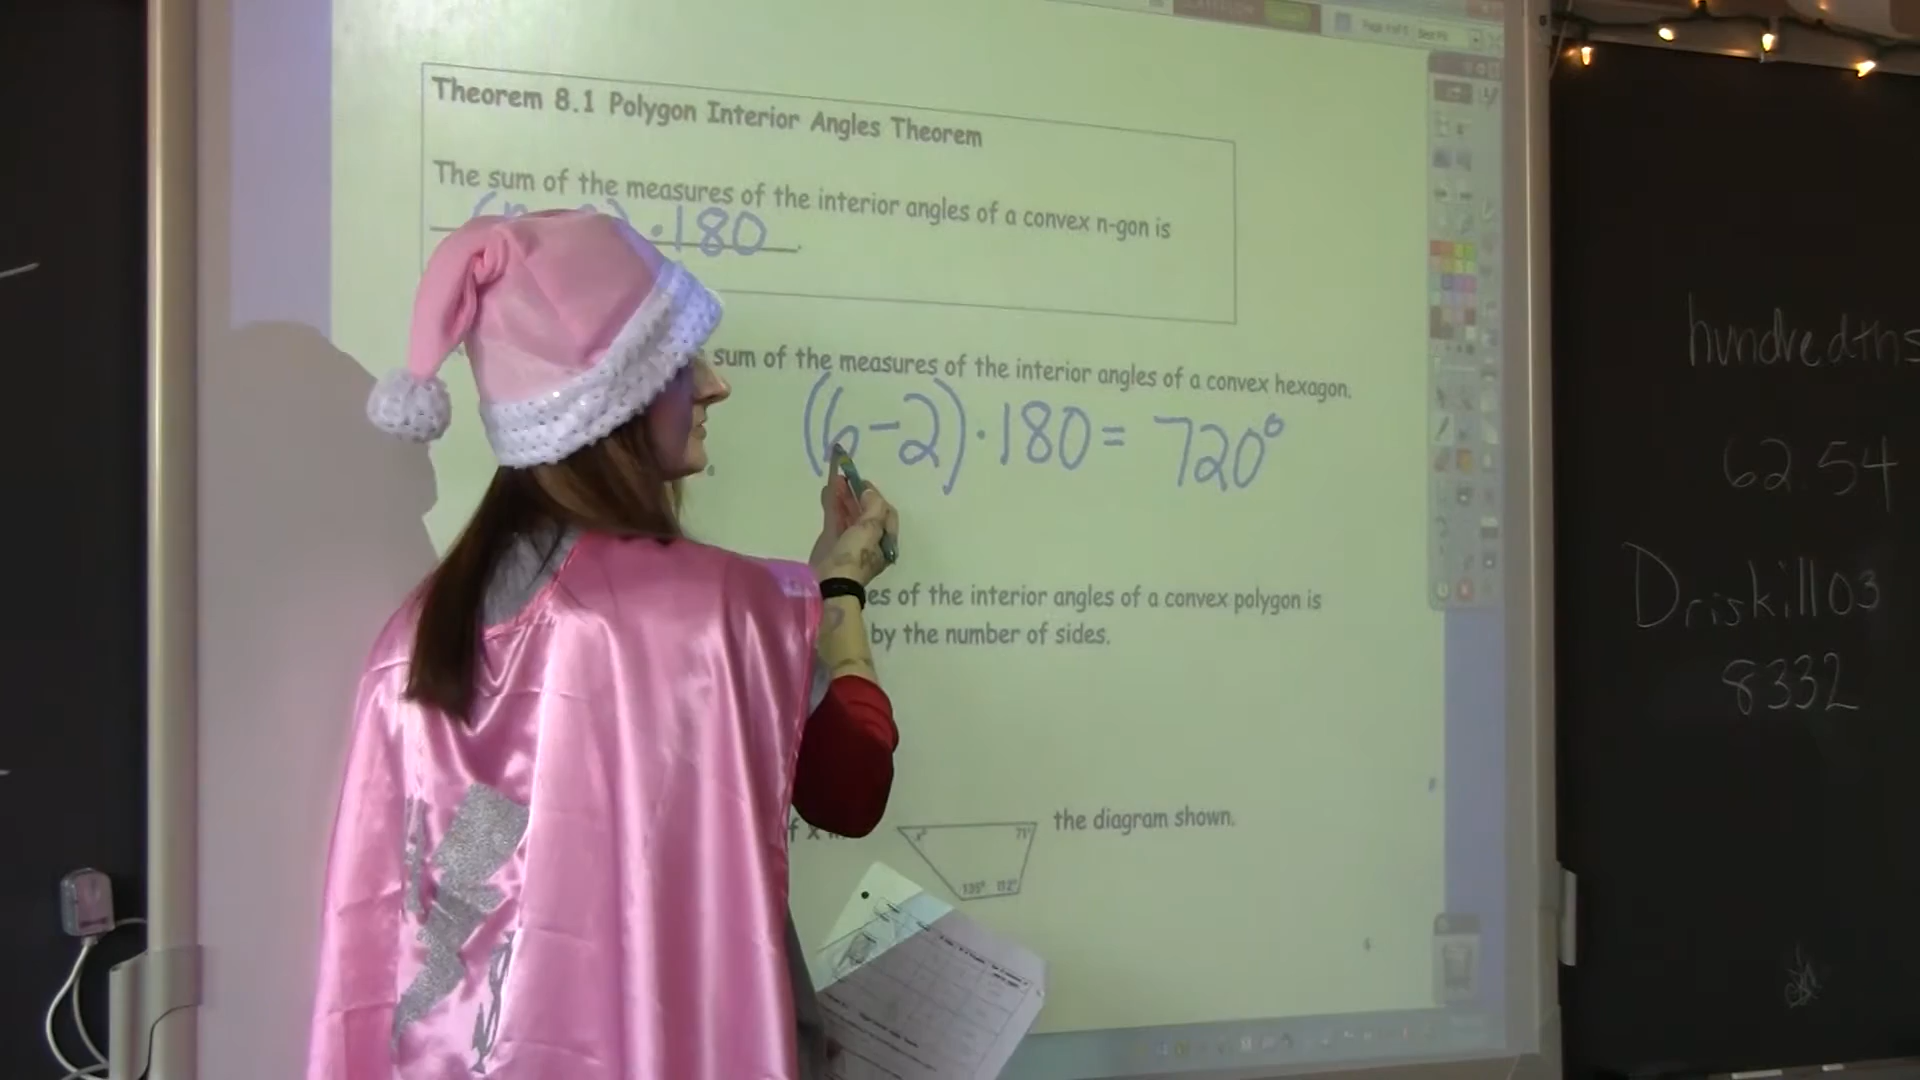 Theorem 8.1 Polygon Interior Angles Theorem
The sum of the measures of the interior angles of a convex n-gon is
·180
sum of the measures of the interior angles of a convex hexagon.
(6-2)·180= 720°
of the interior angles of a convex polygon is
by the number of sides.
x° 71°
the diagram shown.
135° 112°
hundredths
62.54
Driskill03
8332